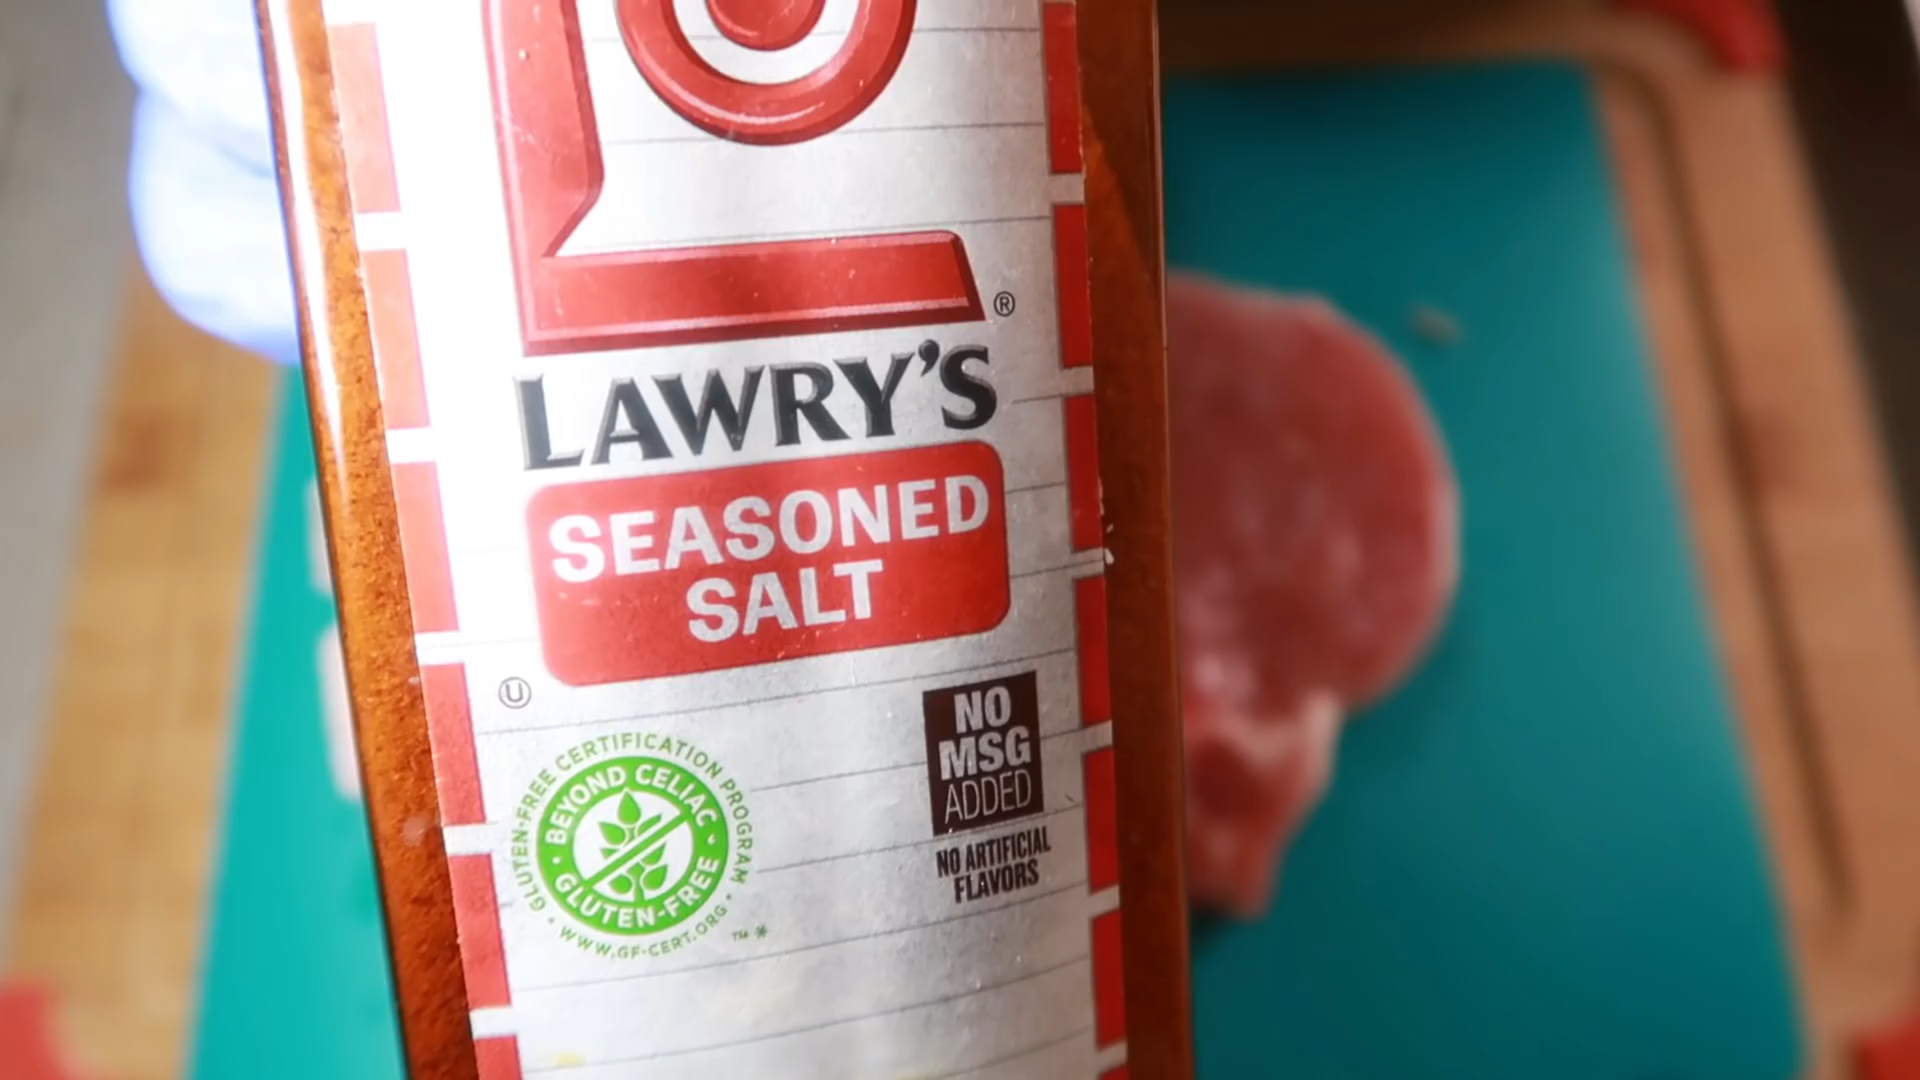 ®
LAWRY'S
SEASONED
SALT
U
NO
MSG
ADDED
NO ARTIFICIAL
FLAVORS
GLUTEN-FREE CERTIFICATION PROGRAM
BEYOND CELIAC
GLUTEN-FREE
WWW.GF-CERT.ORG
™*